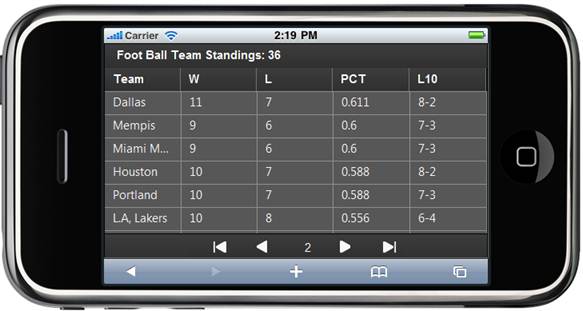 Carrier 2:19 PM
Foot Ball Team Standings: 36
Team W L PCT L10
Dallas 11 7 0.611 8-2
Mempis 9 6 0.6 7-3
Miami M... 9 6 0.6 7-3
Houston 10 7 0.588 8-2
Portland 10 7 0.588 7-3
L.A, Lakers 10 8 0.556 6-4
2